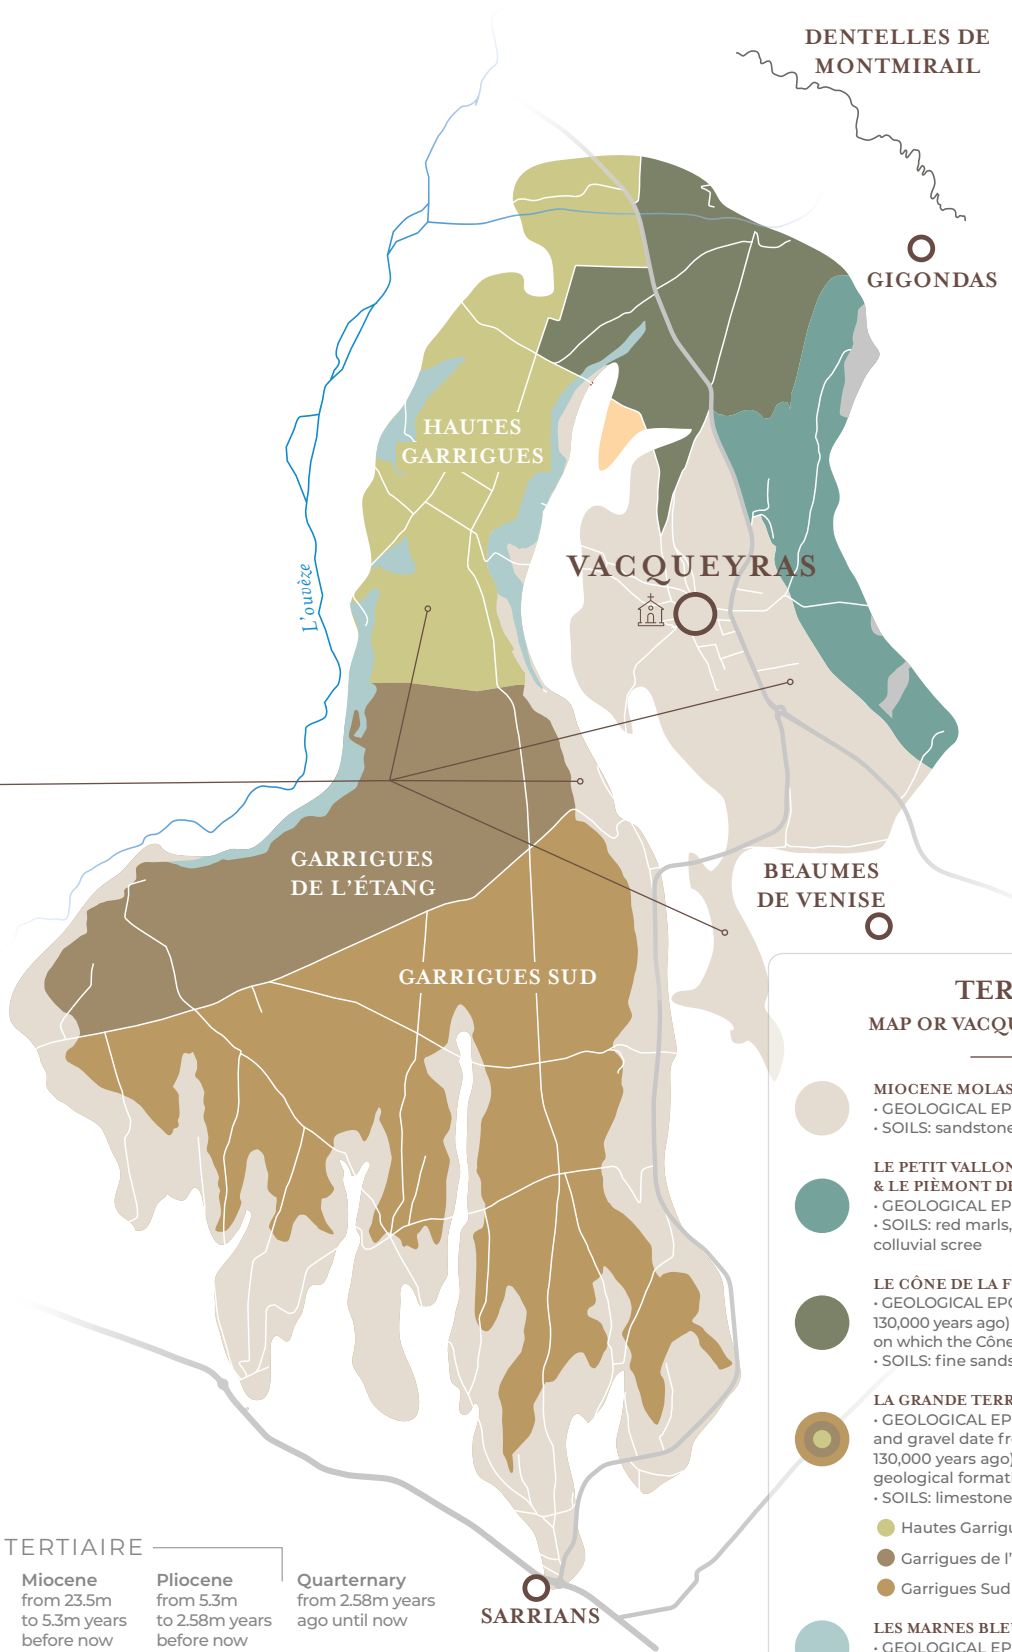 DENTELLES DE
MONTMIRAIL
GIGONDAS
HAUTES
GARRIGUES
VACQUEYRAS
L'ouvèze
GARRIGUES
DE L'ÉTANG
BEAUMES
DE VENISE
GARRIGUES SUD
TER
MAP OR VACQU
MIOCENE MOLAS
• GEOLOGICAL EP
• SOILS: sandstone
LE PETIT VALLON
& LE PIÈMONT DE
• GEOLOGICAL EP
• SOILS: red marls,
colluvial scree
LE CÔNE DE LA F
• GEOLOGICAL EPO
130,000 years ago)
on which the Cône
• SOILS: fine sands
LA GRANDE TERR
• GEOLOGICAL EP
and gravel date fr
130,000 years ago)
geological formati
• SOILS: limestone
Hautes Garrigu
Garrigues de l'
Garrigues Sud
LES MARNES BLEU
• GEOLOGICAL EP
TERTIAIRE
Miocene
from 23.5m
to 5.3m years
before now
Pliocene
from 5.3m
to 2.58m years
before now
Quarternary
from 2.58m years
ago until now
SARRIANS